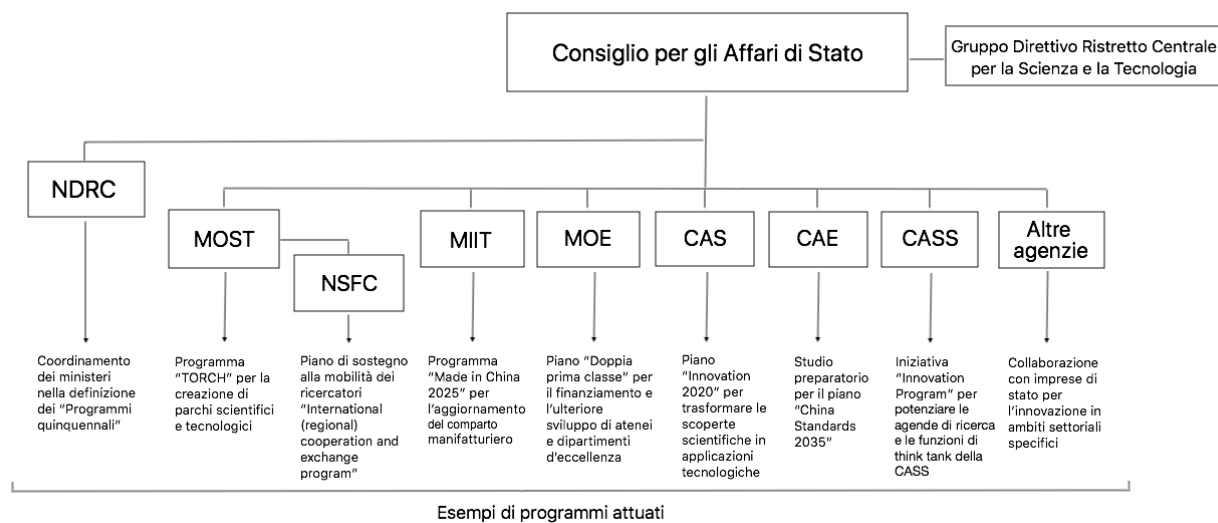 Consiglio per gli Affari di Stato
Gruppo Direttivo Ristretto Centrale
per la Scienza e la Tecnologia
NDRC
MOST
NSFC
MIIT
MOE
CAS
CAE
CASS
Altre
agenzie
Coordinamento
dei ministeri
nella definizione
dei “Programmi
quinquennali”
Programma
“TORCH” per la
creazione di
parchi scientifici
e tecnologici
Piano di sostegno
alla mobilità dei
ricercatori
“International
(regional)
cooperation and
exchange
program”
Programma
“Made in China
2025” per
l’aggiornamento
del comparto
manifatturiero
Piano “Doppia
prima classe” per
il finanziamento e
l’ulteriore
sviluppo di atenei
e dipartimenti
d’eccellenza
Piano
“Innovation
2020” per
trasformare le
scoperte
scientifiche in
applicazioni
tecnologiche
Studio
preparatorio
per il piano
“China
Standards
2035”
Iniziativa
“Innovation
Program” per
potenziare le
agende di ricerca
e le funzioni di
think tank della
CASS
Collaborazione
con imprese di
stato per
l’innovazione in
ambiti settoriali
specifici
Esempi di programmi attuati